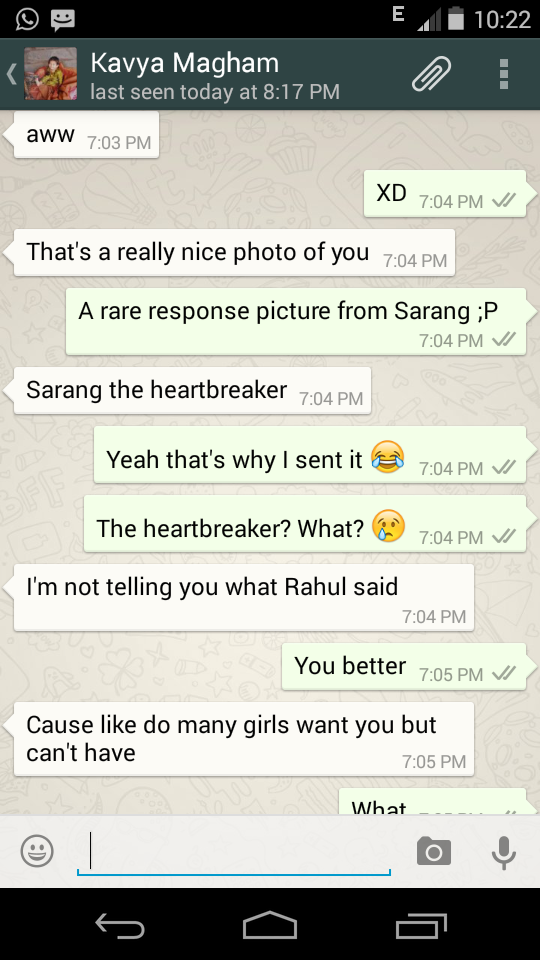 E 10:22
Kavya Magham
last seen today at 8:17 PM
aww 7:03 PM
XD 7:04 PM
That's a really nice photo of you 7:04 PM
A rare response picture from Sarang ;P
7:04 PM
Sarang the heartbreaker 7:04 PM
Yeah that's why I sent it 😂 7:04 PM
The heartbreaker? What? 😢 7:04 PM
I'm not telling you what Rahul said
7:04 PM
You better 7:05 PM
Cause like do many girls want you but
can't have 7:05 PM
What